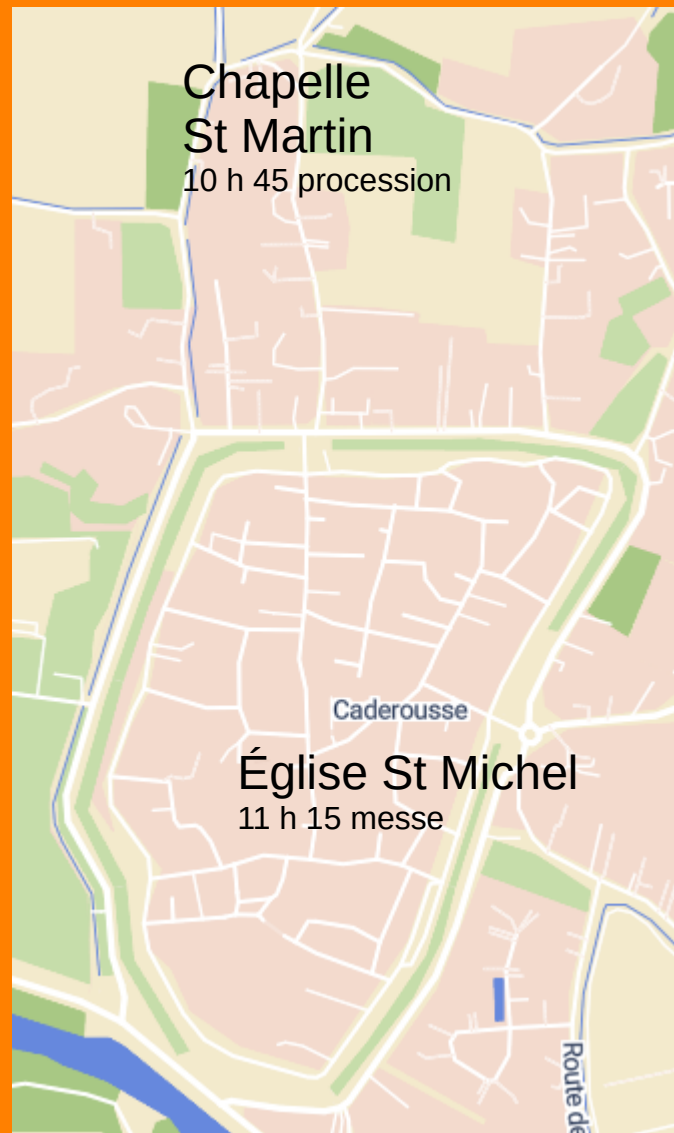 Chapelle
St Martin
10 h 45 procession
Caderousse
Église St Michel
11 h 15 messe
Route de